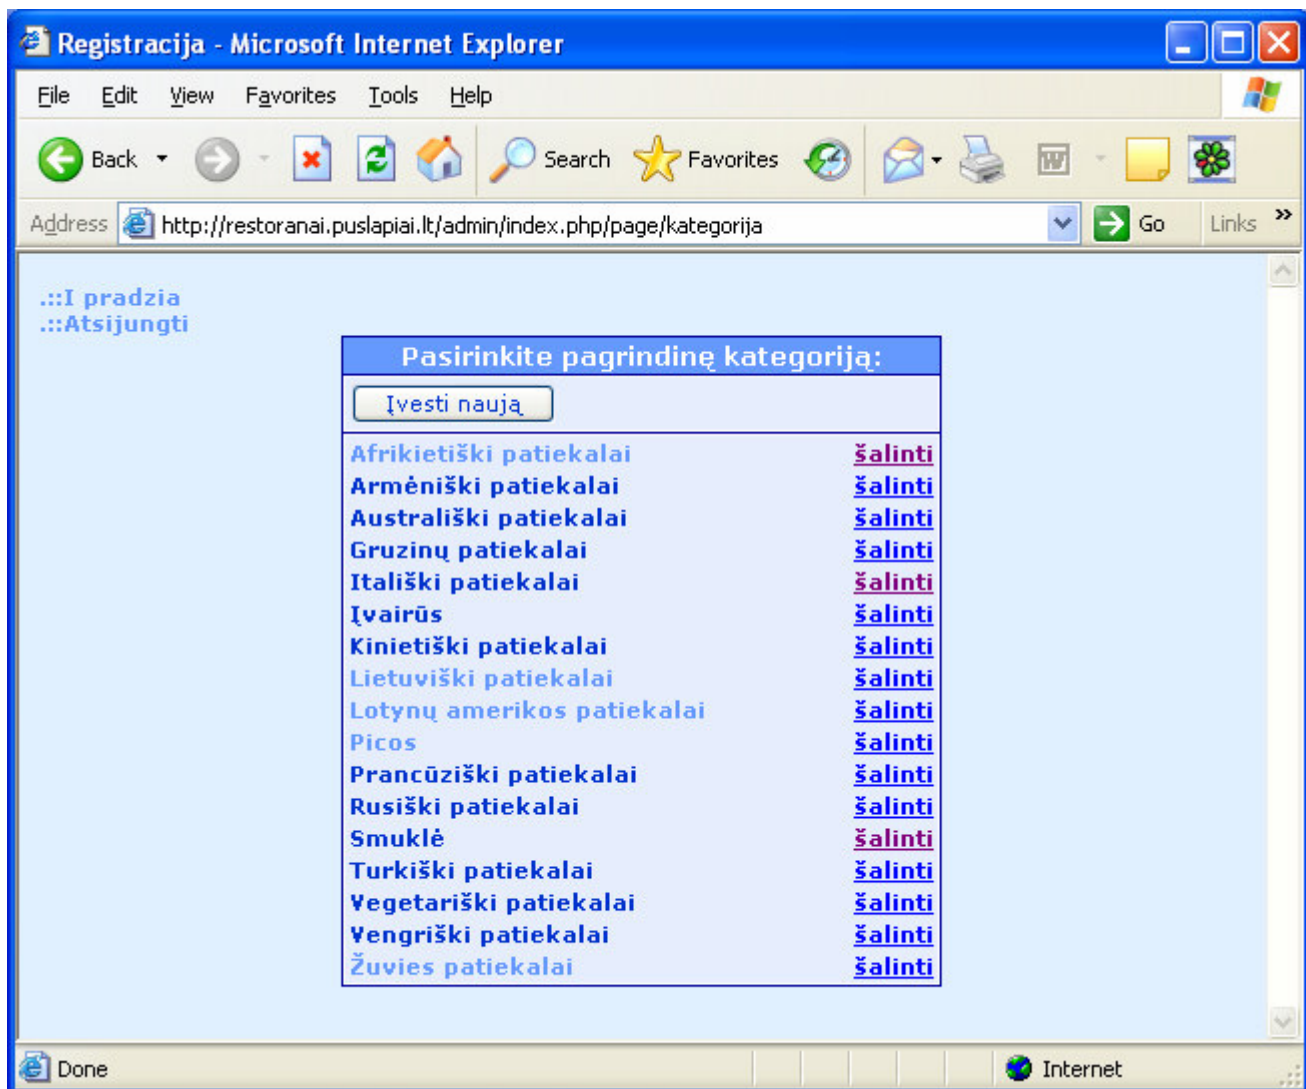 Registracija - Microsoft Internet Explorer
File Edit View Favorites Tools Help
Back Search Favorites
Address http://restoranai.puslapiai.lt/admin/index.php/page/kategorija Go Links »
.::I pradzia
.::Atsijungti
Pasirinkite pagrindinę kategoriją:
Įvesti naują
Afrikietiški patiekalai šalinti
Armėniški patiekalai šalinti
Australiški patiekalai šalinti
Gruzinų patiekalai šalinti
Itališki patiekalai šalinti
Įvairūs šalinti
Kinietiški patiekalai šalinti
Lietuviški patiekalai šalinti
Lotynų amerikos patiekalai šalinti
Picos šalinti
Prancūziški patiekalai šalinti
Rusiški patiekalai šalinti
Smuklė šalinti
Turkiški patiekalai šalinti
Vegetariški patiekalai šalinti
Vengriški patiekalai šalinti
Žuvies patiekalai šalinti
Done Internet